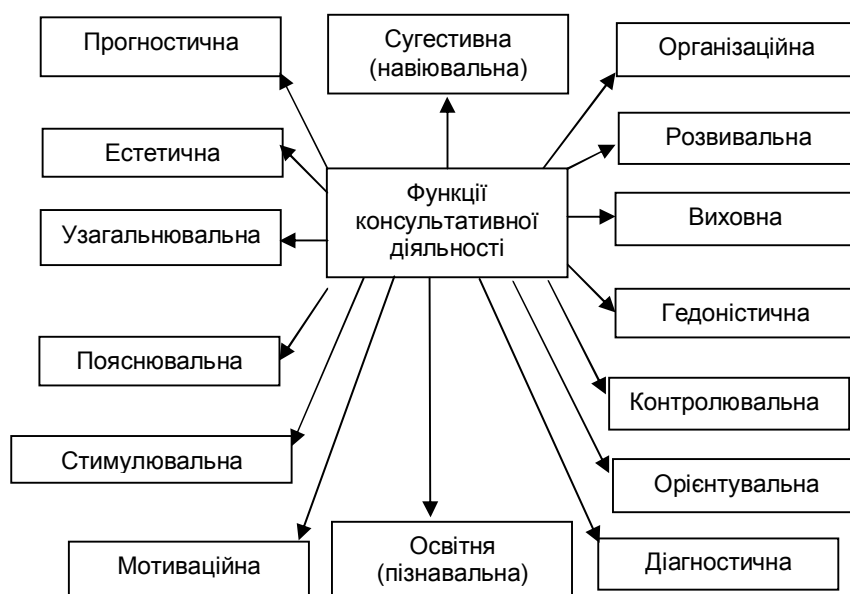 Прогностична
Сугестивна
(навіювальна)
Організаційна
Естетична
Розвивальна
Функції
консультативної
діяльності
Узагальнювальна
Виховна
Гедоністична
Пояснювальна
Контролювальна
Стимулювальна
Орієнтувальна
Мотиваційна
Освітня
(пізнавальна)
Діагностична